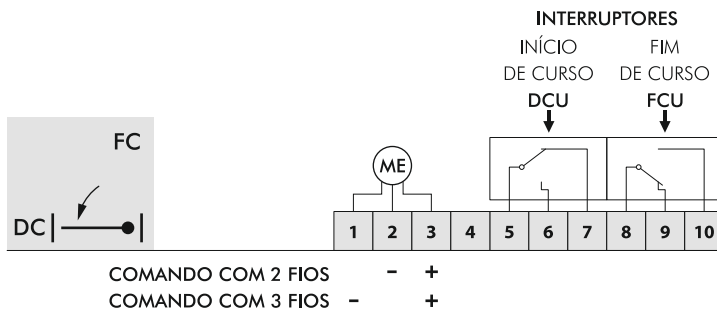 INTERRUPTORES
INÍCIO FIM
DE CURSO DE CURSO
DCU FCU
FC
ME
DC
1 2 3 4 5 6 7 8 9 10
COMANDO COM 2 FIOS – +
COMANDO COM 3 FIOS – +